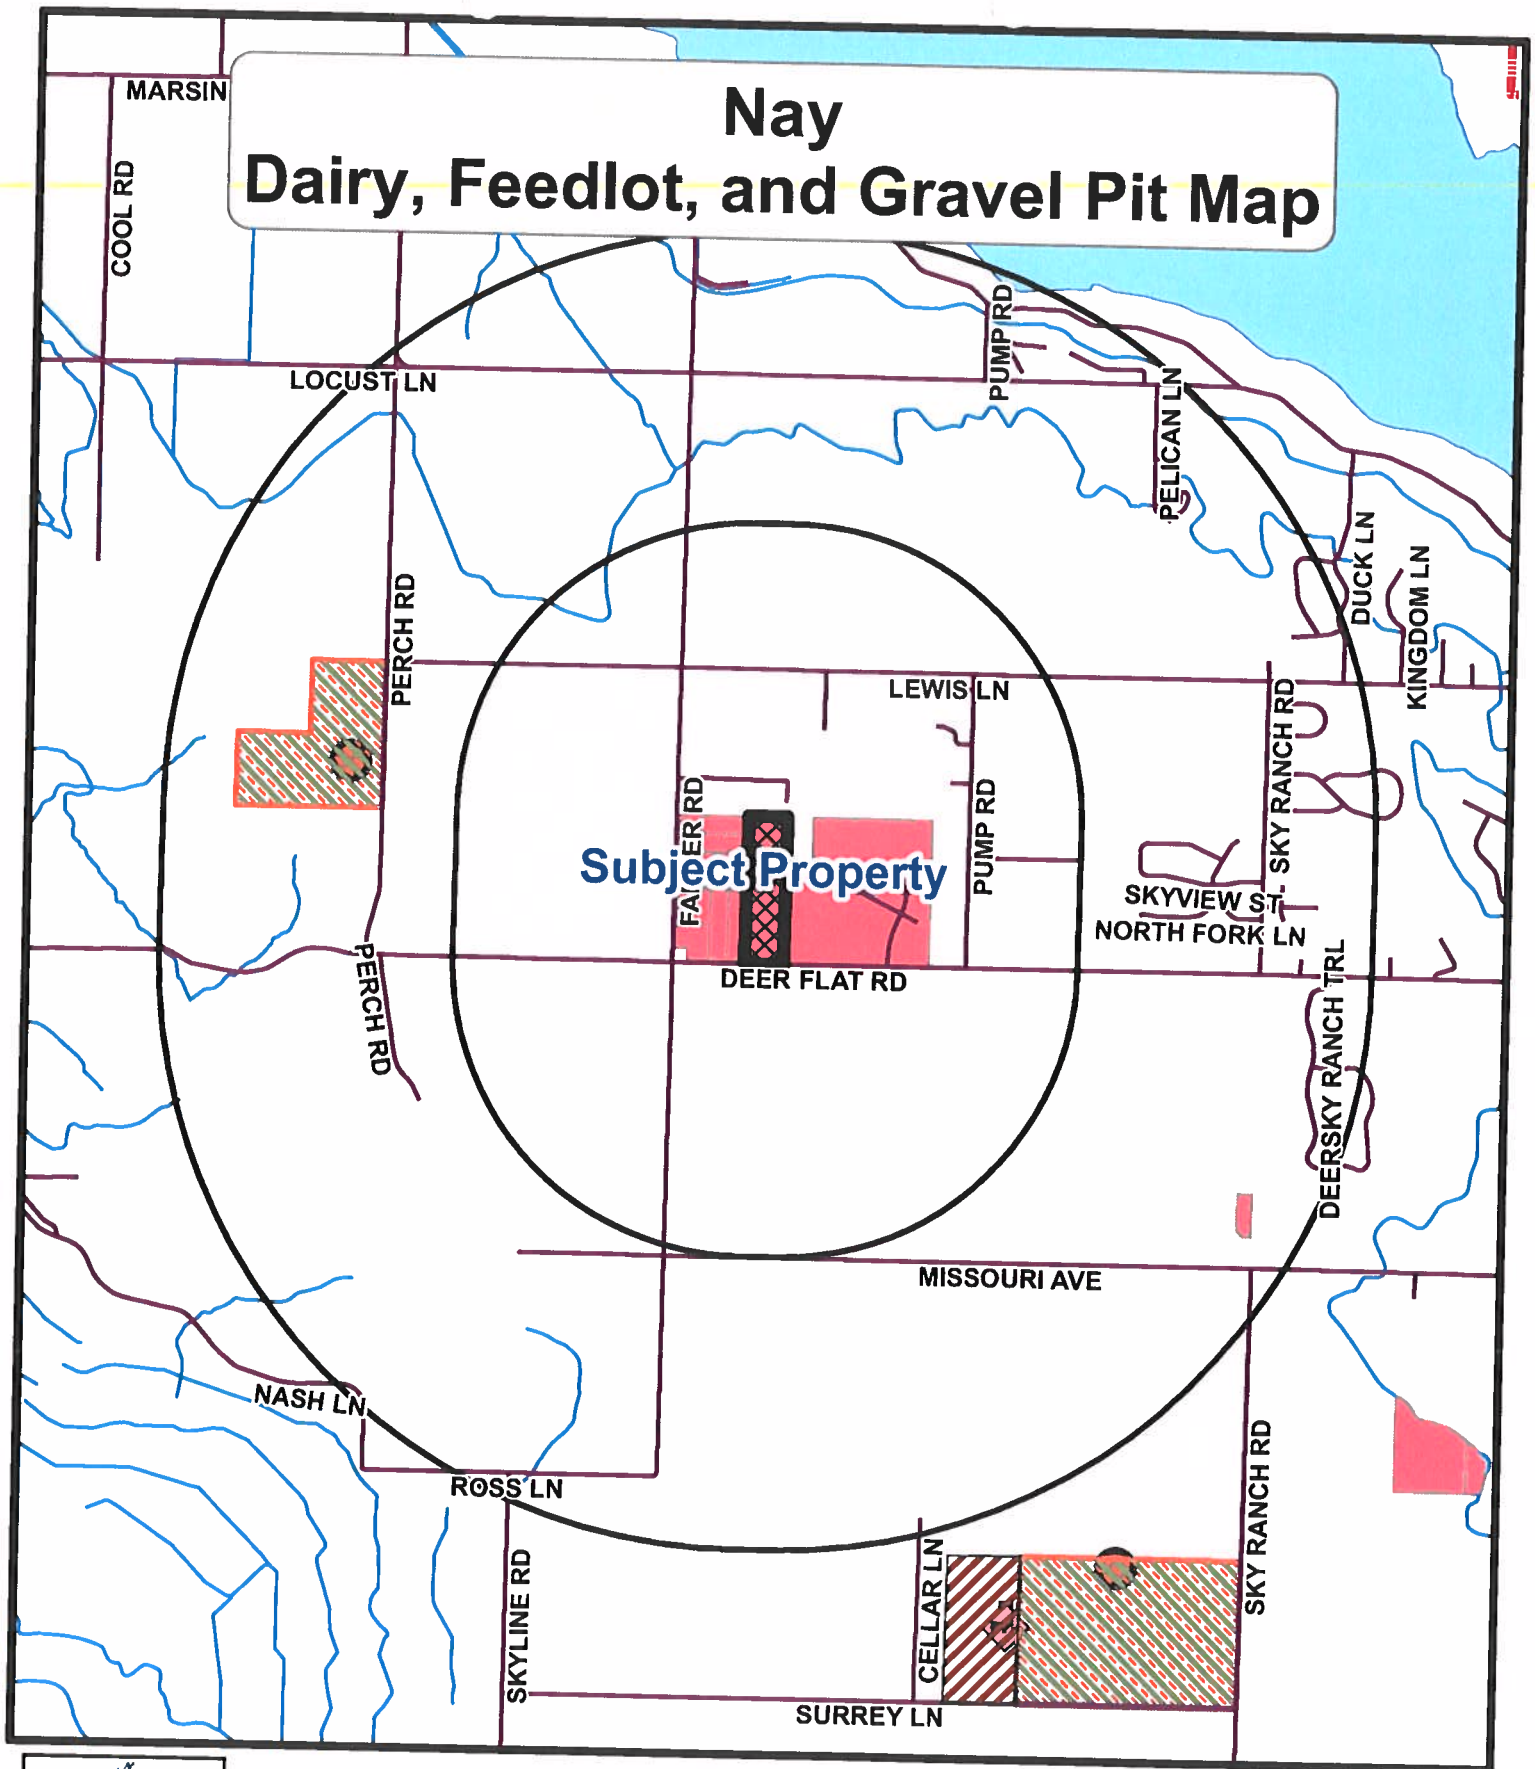 Nay
Dairy, Feedlot, and Gravel Pit Map
MARSIN
COOL RD
LOCUST LN
PUMP RD
PELICAN LN
DUCK LN
KINGDOM LN
PERCH RD
LEWIS LN
SKY RANCH RD
PUMP RD
Subject Property
SKYVIEW ST
NORTH FORK LN
DEER FLAT RD
PERCH RD
DEERSKY RANCH TRL
MISSOURI AVE
NASH LN
ROSS LN
SKY RANCH RD
SKYLINE RD
CELLAR LN
SURREY LN